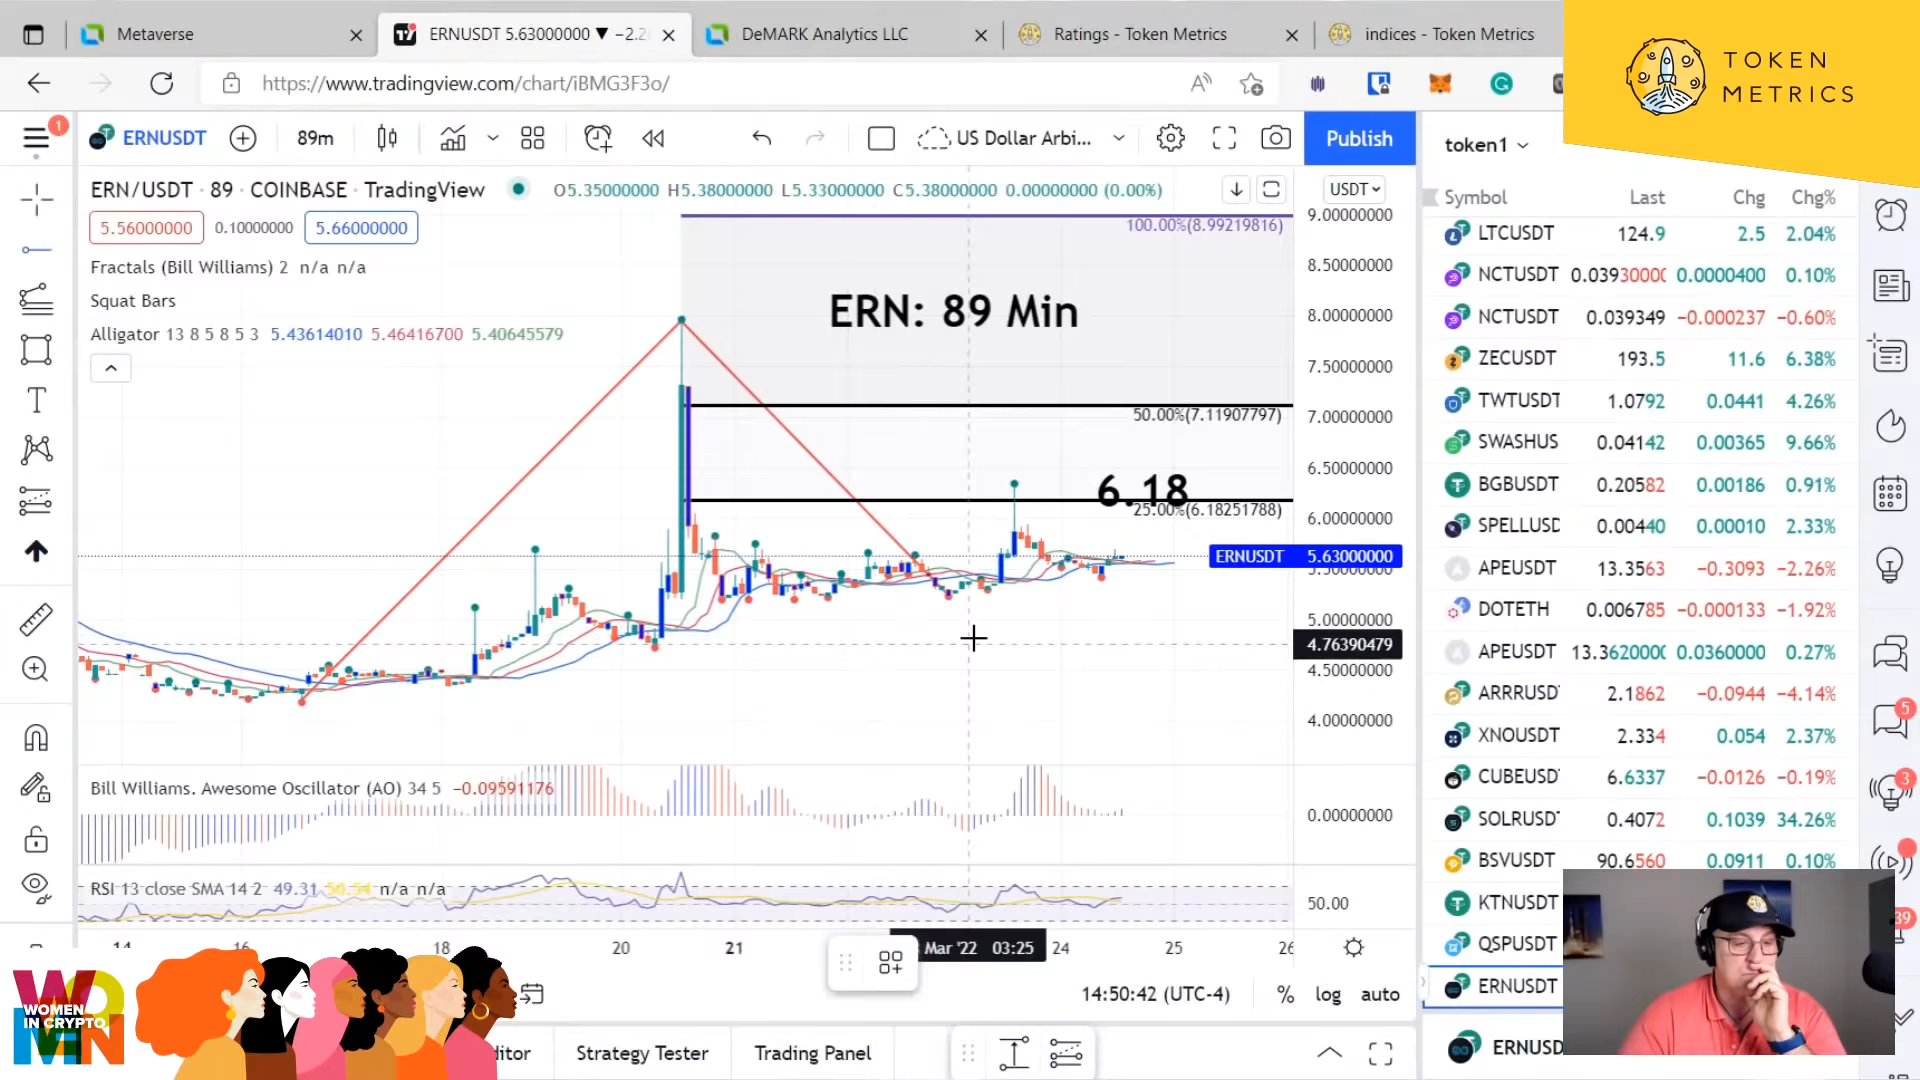 Metaverse
ERNUSDT 5.63000000 ▼ −2.2
DeMARK Analytics LLC
Ratings - Token Metrics
indices - Token Metrics
TOKEN
METRICS
https://www.tradingview.com/chart/iBMG3F3o/
1
ERNUSDT
89m
US Dollar Arbi...
Publish
token1
ERN/USDT · 89 · COINBASE · TradingView
O5.35000000 H5.38000000 L5.33000000 C5.38000000 0.00000000 (0.00%)
USDT
5.56000000
0.10000000
5.66000000
Fractals (Bill Williams) 2 n/a n/a
Squat Bars
Alligator 13 8 5 8 5 3 5.43614010 5.46416700 5.40645579
100.00%(8.99219816)
ERN: 89 Min
50.00%(7.11907797)
6.18
25.00%(6.18251788)
9.00000000
8.50000000
8.00000000
7.50000000
7.00000000
6.50000000
6.00000000
ERNUSDT 5.63000000
5.50000000
5.00000000
4.76390479
4.50000000
4.00000000
Bill Williams. Awesome Oscillator (AO) 34 5 −0.09591176
0.00000000
RSI 13 close SMA 14 2 49.31 n/a n/a
50.00
14
16
18
20
21
Mar '22 03:25
24
25
26
14:50:42 (UTC-4)
%
log
auto
Strategy Tester
Trading Panel
Symbol Last Chg Chg%
LTCUSDT 124.9 2.5 2.04%
NCTUSDT 0.03930000 0.0000400 0.10%
NCTUSDT 0.039349 −0.000237 −0.60%
ZECUSDT 193.5 11.6 6.38%
TWTUSDT 1.0792 0.0441 4.26%
SWASHUS 0.04142 0.00365 9.66%
BGBUSDT 0.20582 0.00186 0.91%
SPELLUSD 0.00440 0.00010 2.33%
APEUSDT 13.3563 −0.3093 −2.26%
DOTETH 0.006785 −0.000133 −1.92%
APEUSDT 13.3620000 0.0360000 0.27%
ARRRUSD 2.1862 −0.0944 −4.14%
XNOUSDT 2.334 0.054 2.37%
CUBEUSD 6.6337 −0.0126 −0.19%
SOLRUSD 0.4072 0.1039 34.26%
BSVUSDT 90.6560 0.0911 0.10%
KTNUSDT
QSPUSDT
ERNUSDT
ERNUSD
5
3
39
WOMEN
IN CRYPTO